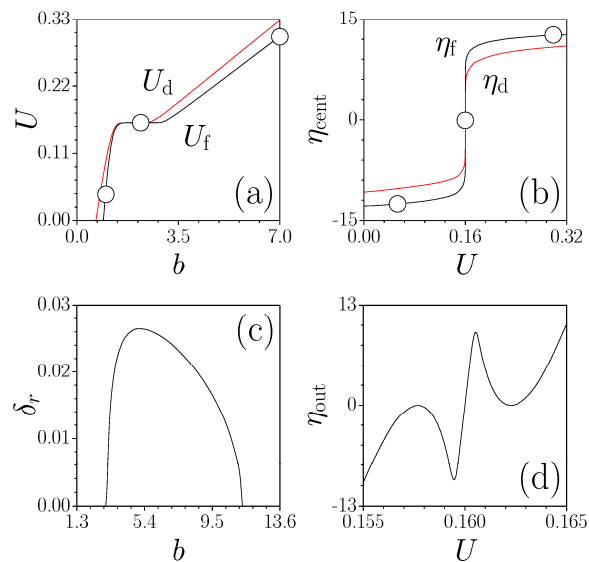 0.33
0.22
0.11
0.00
U
U_d
U_f
(a)
0.0
3.5
7.0
b
15
0
-15
η_cent
η_f
η_d
(b)
0.00
0.16
0.32
U
0.03
0.02
0.01
0.00
δ_r
(c)
1.3
5.4
9.5
13.6
b
13
0
-13
η_out
(d)
0.155
0.160
0.165
U